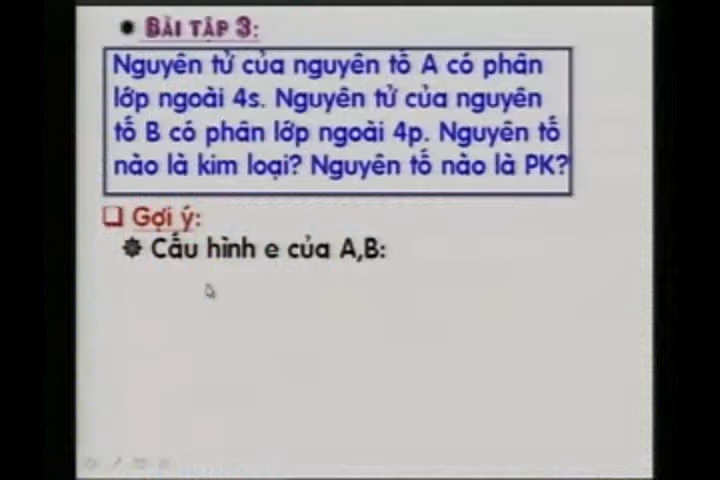 BÀI TẬP 3:
Nguyên tử của nguyên tố A có phân
lớp ngoài 4s. Nguyên tử của nguyên
tố B có phân lớp ngoài 4p. Nguyên tố
nào là kim loại? Nguyên tố nào là PK?
Gợi ý:
Cấu hình e của A,B: